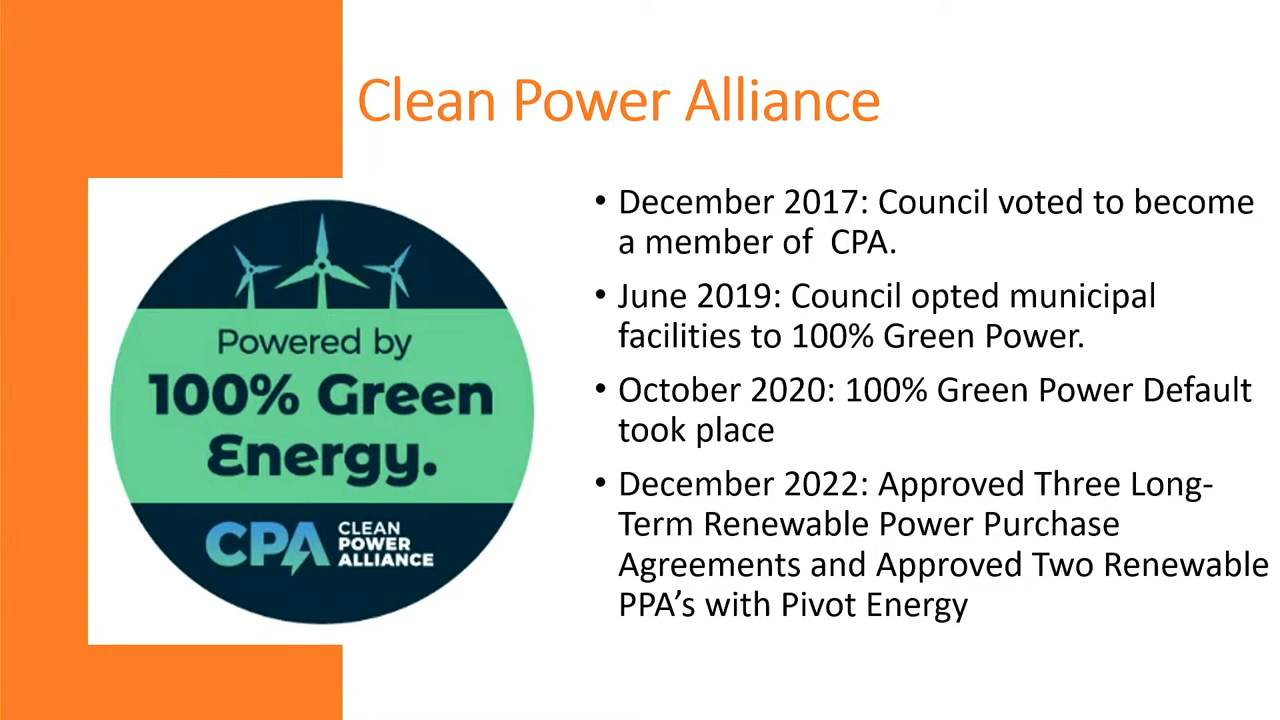 Clean Power Alliance
Powered by
100% Green
Energy.
CPA CLEAN
POWER
ALLIANCE
• December 2017: Council voted to become
a member of  CPA.
• June 2019: Council opted municipal
facilities to 100% Green Power.
• October 2020: 100% Green Power Default
took place
• December 2022: Approved Three Long-
Term Renewable Power Purchase
Agreements and Approved Two Renewable
PPA’s with Pivot Energy